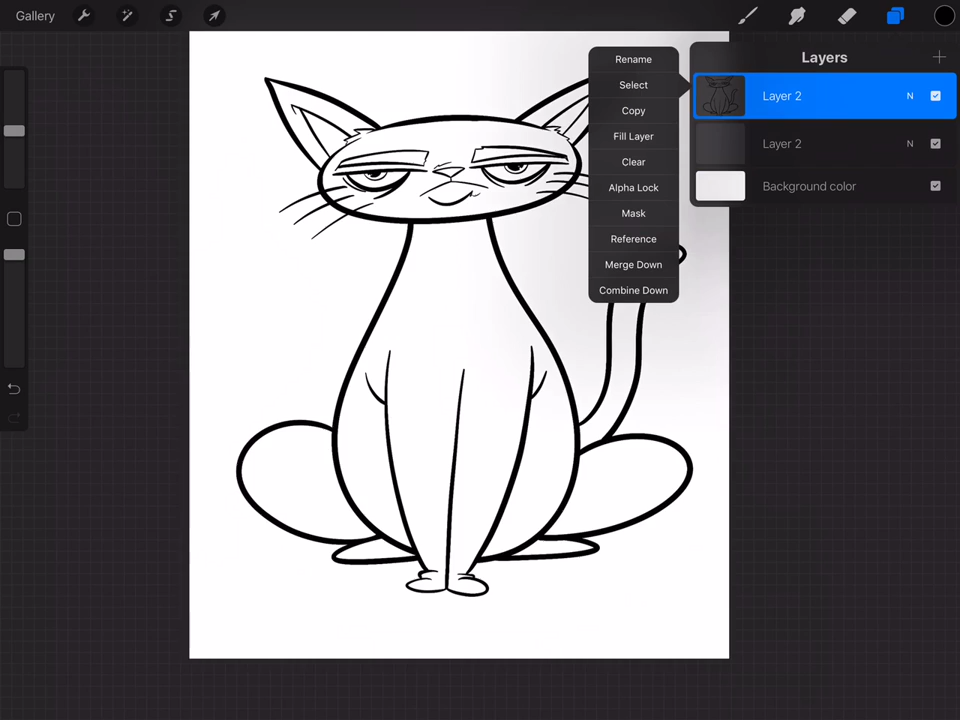 Gallery
Layers
Rename
Select
Copy
Fill Layer
Clear
Alpha Lock
Mask
Reference
Merge Down
Combine Down
Layer 2 N
Layer 2 N
Background color